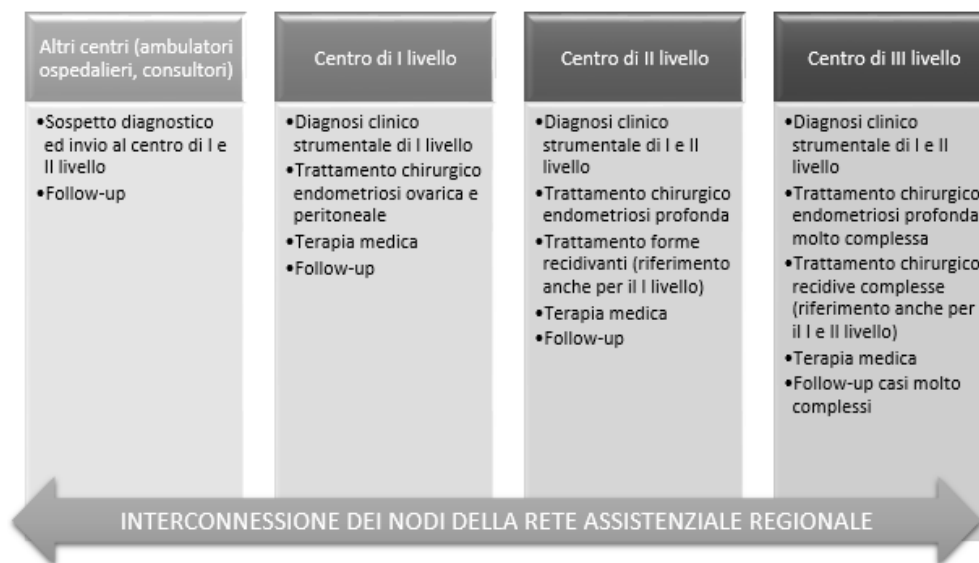 Altri centri (ambulatori
ospedalieri, consultori)
•Sospetto diagnostico
ed invio al centro di I e
II livello
•Follow-up
Centro di I livello
•Diagnosi clinico
strumentale di I livello
•Trattamento chirurgico
endometriosi ovarica e
peritoneale
•Terapia medica
•Follow-up
Centro di II livello
•Diagnosi clinico
strumentale di I e II
livello
•Trattamento chirurgico
endometriosi profonda
•Trattamento forme
recidivanti (riferimento
anche per il I livello)
•Terapia medica
•Follow-up
Centro di III livello
•Diagnosi clinico
strumentale di I e II
livello
•Trattamento chirurgico
endometriosi profonda
molto complessa
•Trattamento chirurgico
recidive complesse
(riferimento anche per
il I e II livello)
•Terapia medica
•Follow-up casi molto
complessi
INTERCONNESSIONE DEI NODI DELLA RETE ASSISTENZIALE REGIONALE